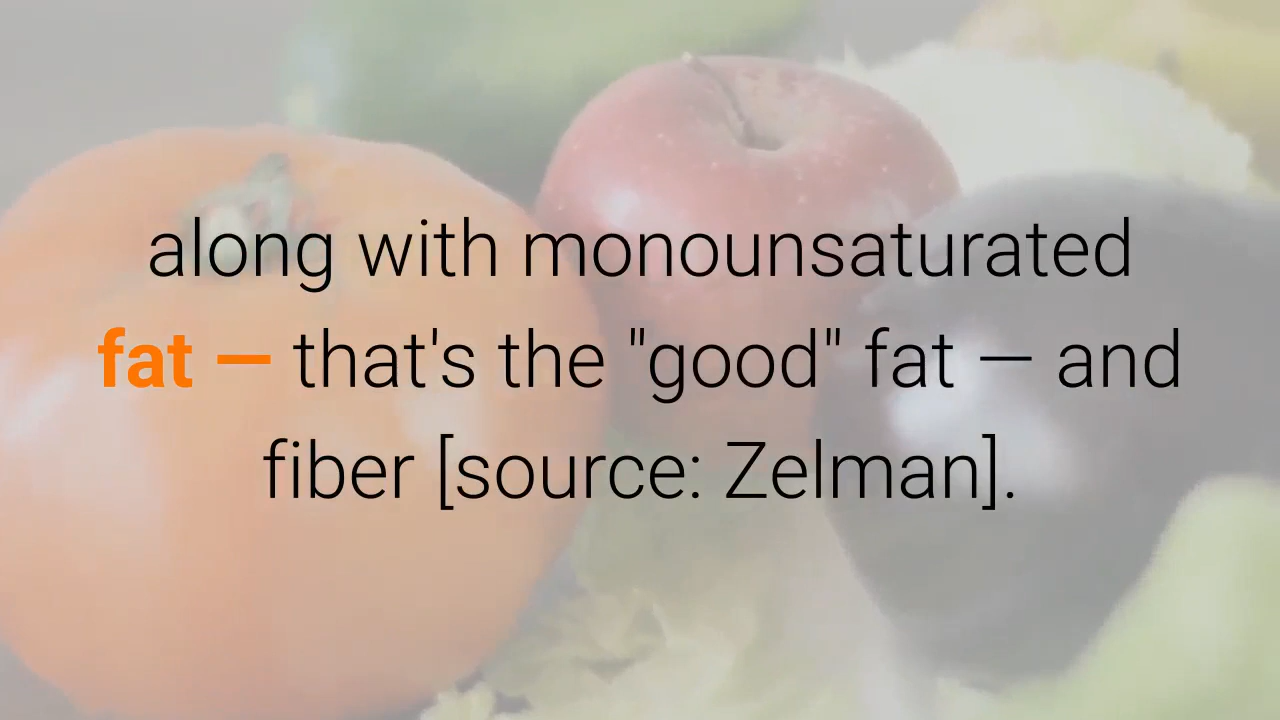 along with monounsaturated
fat — that's the "good" fat — and
fiber [source: Zelman].